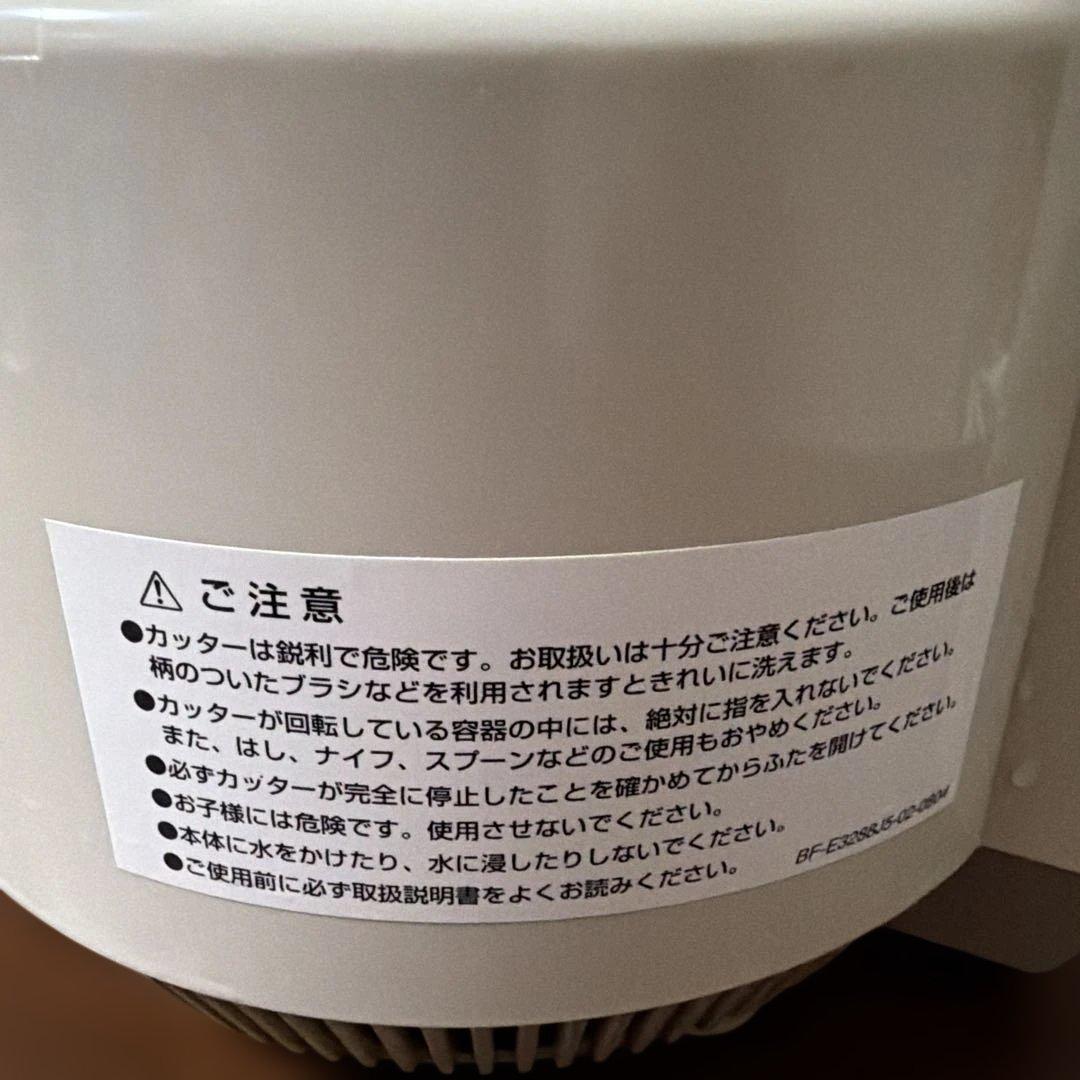 ⚠ ご注意
●カッターは鋭利で危険です。お取扱いは十分ご注意ください。ご使用後は
柄のついたブラシなどを利用されますときれいに洗えます。
●カッターが回転している容器の中には、絶対に指を入れないでください。
また、はし、ナイフ、スプーンなどのご使用もおやめください。
●必ずカッターが完全に停止したことを確かめてからふたを開けてください。
●お子様には危険です。使用させないでください。
●本体に水をかけたり、水に浸したりしないでください。
●ご使用前に必ず取扱説明書をよくお読みください。
BF-E3288J5-02-0804